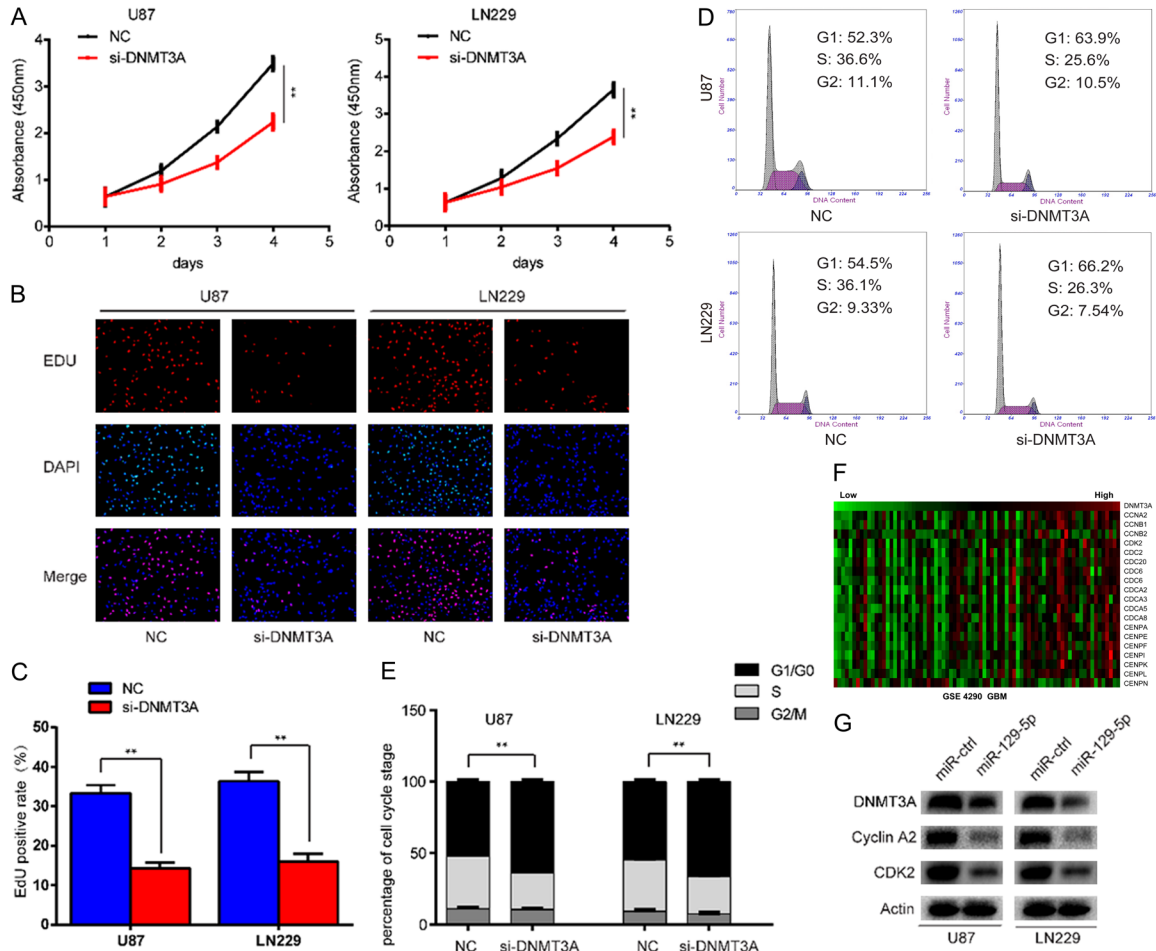 A
U87
NC
si-DNMT3A
Absorbance (450nm)
4
3
2
1
0
0 1 2 3 4 5
days
**
LN229
NC
si-DNMT3A
Absorbance (450nm)
4
3
2
1
0
0 1 2 3 4 5
days
**
B
U87 LN229
EDU
DAPI
Merge
NC si-DNMT3A NC si-DNMT3A
C
NC
si-DNMT3A
EdU positive rate (%)
50
40
30
20
10
0
** **
U87 LN229
D
U87
G1: 52.3%
S: 36.6%
G2: 11.1%
Cell Number
DNA Content
NC
G1: 63.9%
S: 25.6%
G2: 10.5%
Cell Number
DNA Content
si-DNMT3A
LN229
G1: 54.5%
S: 36.1%
G2: 9.33%
Cell Number
DNA Content
NC
G1: 66.2%
S: 26.3%
G2: 7.54%
Cell Number
DNA Content
si-DNMT3A
E
G1/G0
S
G2/M
percentage of cell cycle stage
150
100
50
0
U87 LN229
** **
NC si-DNMT3A NC si-DNMT3A
F
Low High
DNMT3A
CCNA2
CCNB1
CCNB2
CDK2
CDC2
CDC20
CDC6
CDC6
CDCA2
CDCA3
CDCA5
CDCA8
CENPA
CENPE
CENPF
CENPI
CENPK
CENPL
CENPN
GSE 4290 GBM
G
miR-ctrl miR-129-5p miR-ctrl miR-129-5p
DNMT3A
Cyclin A2
CDK2
Actin
U87 LN229